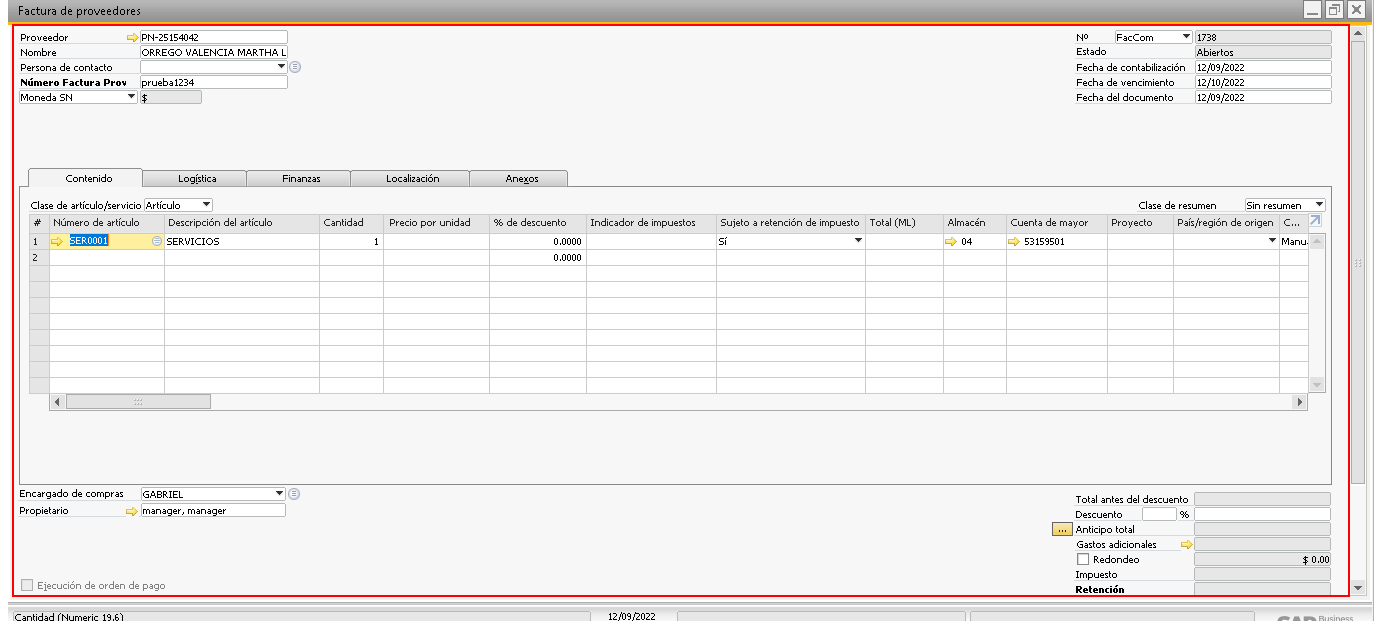 Factura de proveedores
Proveedor PN-25154042
Nombre ORREGO VALENCIA MARTHA L
Persona de contacto
Número Factura Prov prueba1234
Moneda SN $
Nº FacCom 1738
Estado Abiertos
Fecha de contabilización 12/09/2022
Fecha de vencimiento 12/10/2022
Fecha del documento 12/09/2022
Contenido Logística Finanzas Localización Anexos
Clase de artículo/servicio Artículo Clase de resumen Sin resumen
# Número de artículo Descripción del artículo Cantidad Precio por unidad % de descuento Indicador de impuestos Sujeto a retención de impuesto Total (ML) Almacén Cuenta de mayor Proyecto País/región de origen C...
1 SER0001 SERVICIOS 1 0.0000 Sí 04 53159501 Manu.
2 0.0000
Encargado de compras GABRIEL
Propietario manager, manager
Total antes del descuento
Descuento %
... Anticipo total
Gastos adicionales
Redondeo $ 0.00
Impuesto
Retención
Ejecución de orden de pago
Cantidad (Numeric 19.6) 12/09/2022 SAP Business